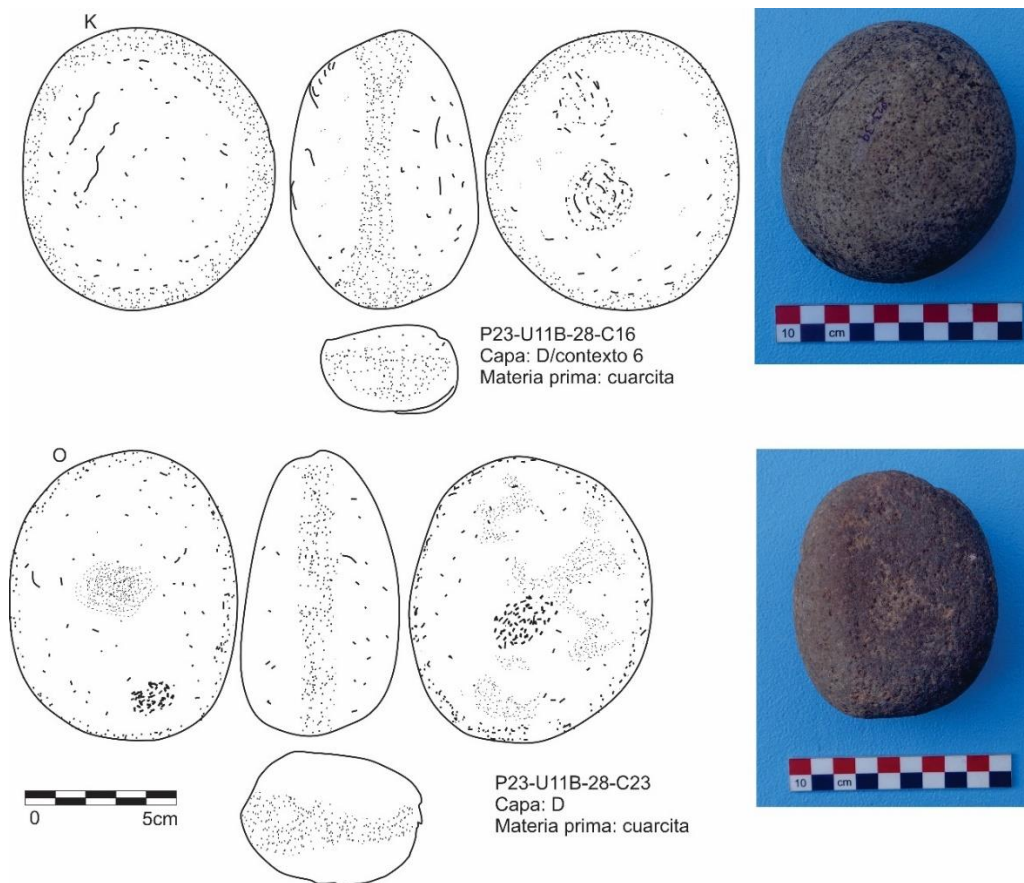 K
P23-U11B-28-C16
Capa: D/contexto 6
Materia prima: cuarcita
10 cm
O
P23-U11B-28-C23
Capa: D
Materia prima: cuarcita
0 5cm
10 cm